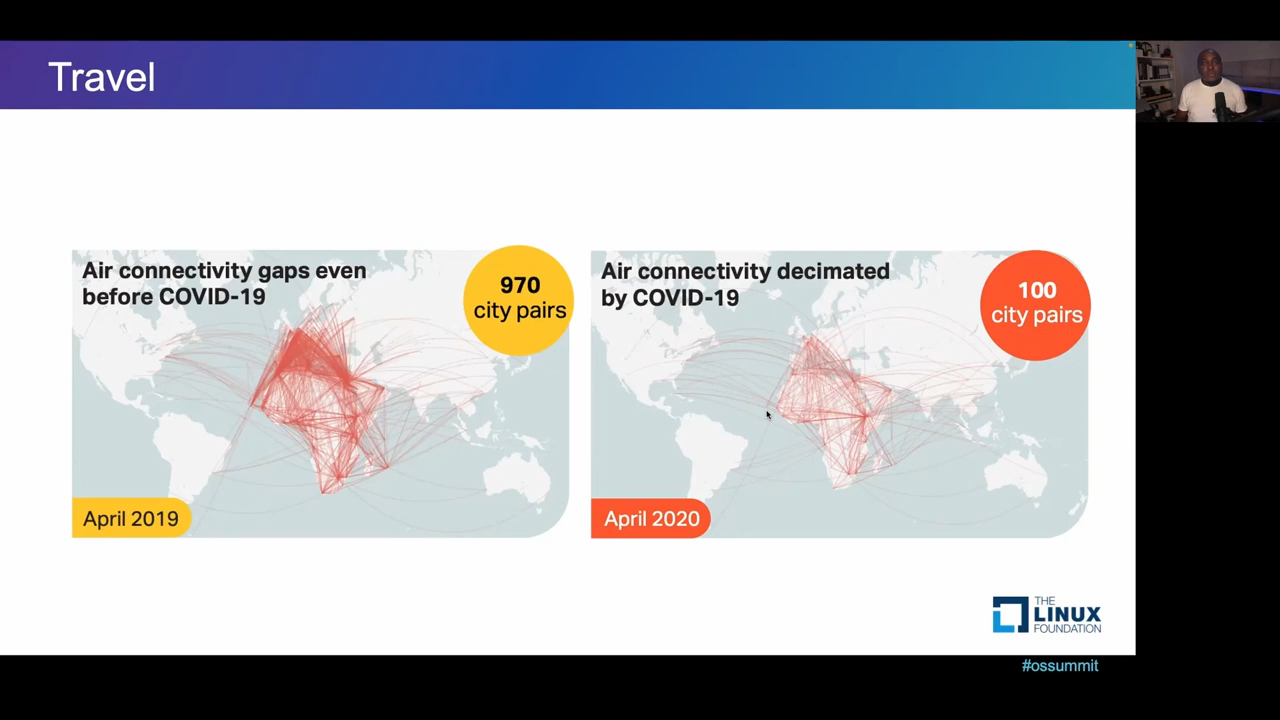 Travel
Air connectivity gaps even
before COVID-19
970
city pairs
April 2019
Air connectivity decimated
by COVID-19
100
city pairs
April 2020
THE
LINUX
FOUNDATION
#ossummit